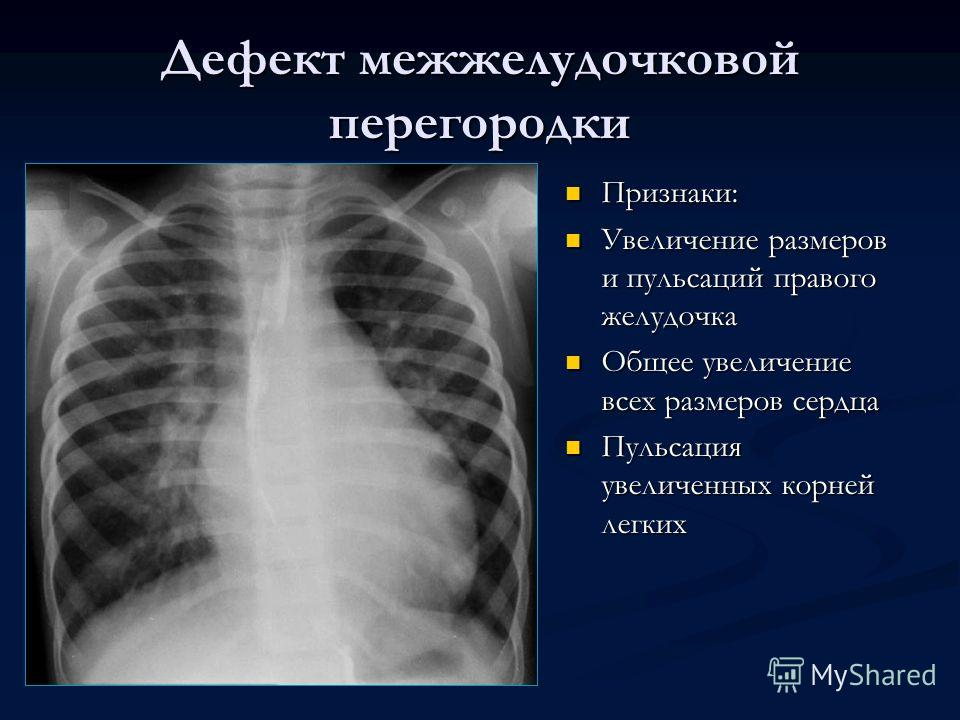 Дефект межжелудочковой
перегородки
Признаки:
Увеличение размеров
и пульсаций правого
желудочка
Общее увеличение
всех размеров сердца
Пульсация
увеличенных корней
легких
MyShared